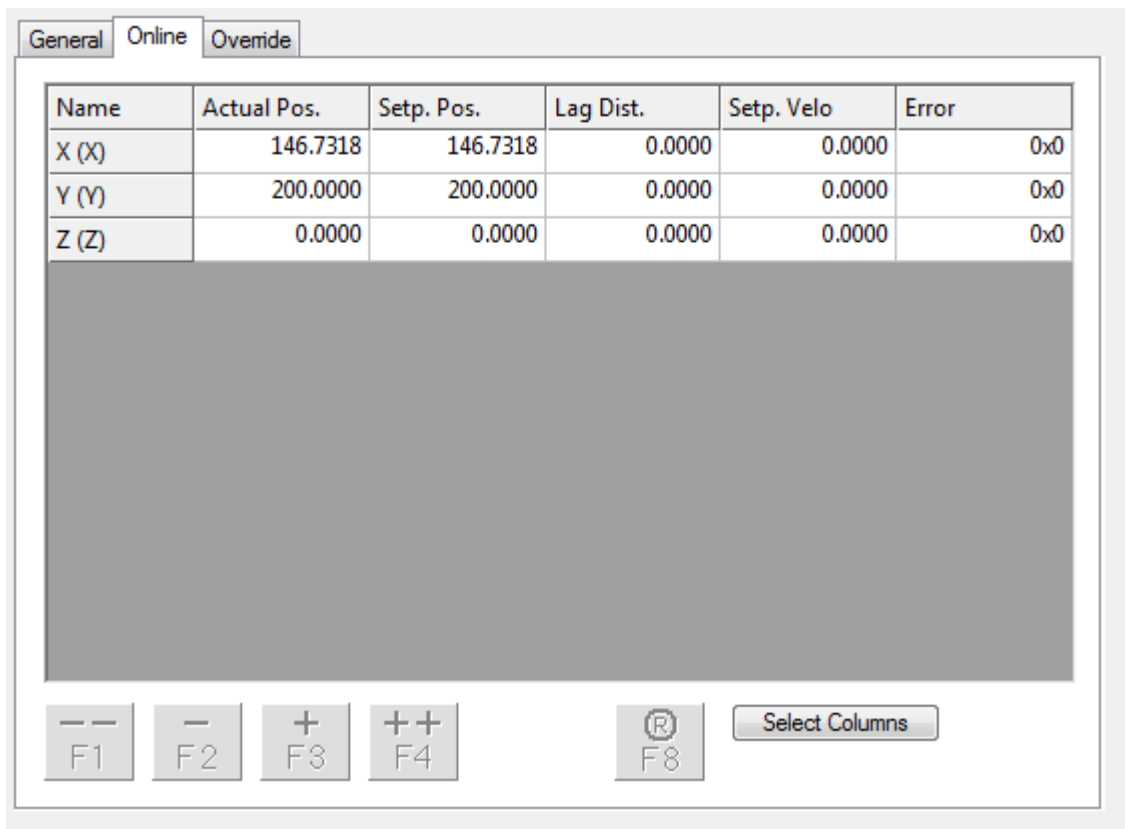 General Online Override
Name Actual Pos. Setp. Pos. Lag Dist. Setp. Velo Error
X (X) 146.7318 146.7318 0.0000 0.0000 0x0
Y (Y) 200.0000 200.0000 0.0000 0.0000 0x0
Z (Z) 0.0000 0.0000 0.0000 0.0000 0x0
-- - + ++ ® Select Columns
F1 F2 F3 F4 F8